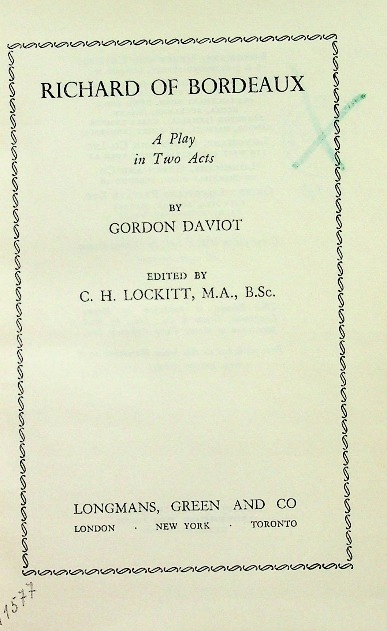 RICHARD OF BORDEAUX
A Play
in Two Acts
BY
GORDON DAVIOT
EDITED BY
C. H. LOCKITT, M.A., B.Sc.
LONGMANS, GREEN AND CO
LONDON · NEW YORK · TORONTO
1577